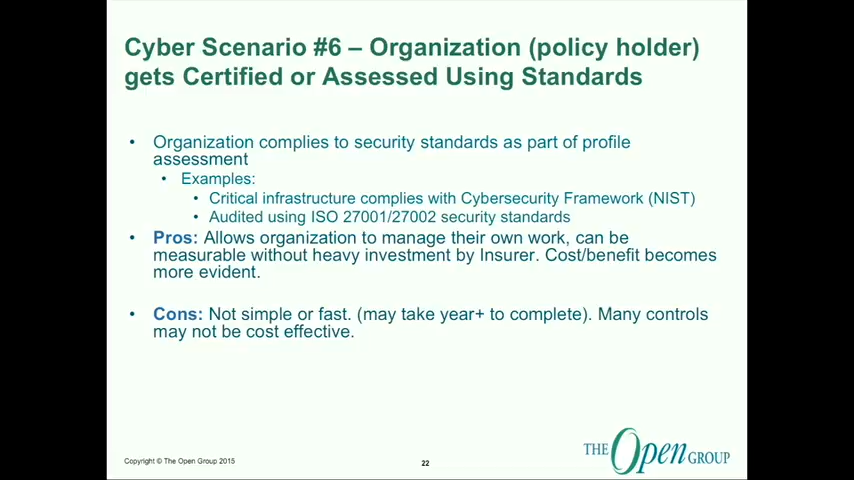 Cyber Scenario #6 – Organization (policy holder)
gets Certified or Assessed Using Standards
• Organization complies to security standards as part of profile
assessment
• Examples:
• Critical infrastructure complies with Cybersecurity Framework (NIST)
• Audited using ISO 27001/27002 security standards
• Pros: Allows organization to manage their own work, can be
measurable without heavy investment by Insurer. Cost/benefit becomes
more evident.
• Cons: Not simple or fast. (may take year+ to complete). Many controls
may not be cost effective.
Copyright © The Open Group 2015
22
THE Open GROUP